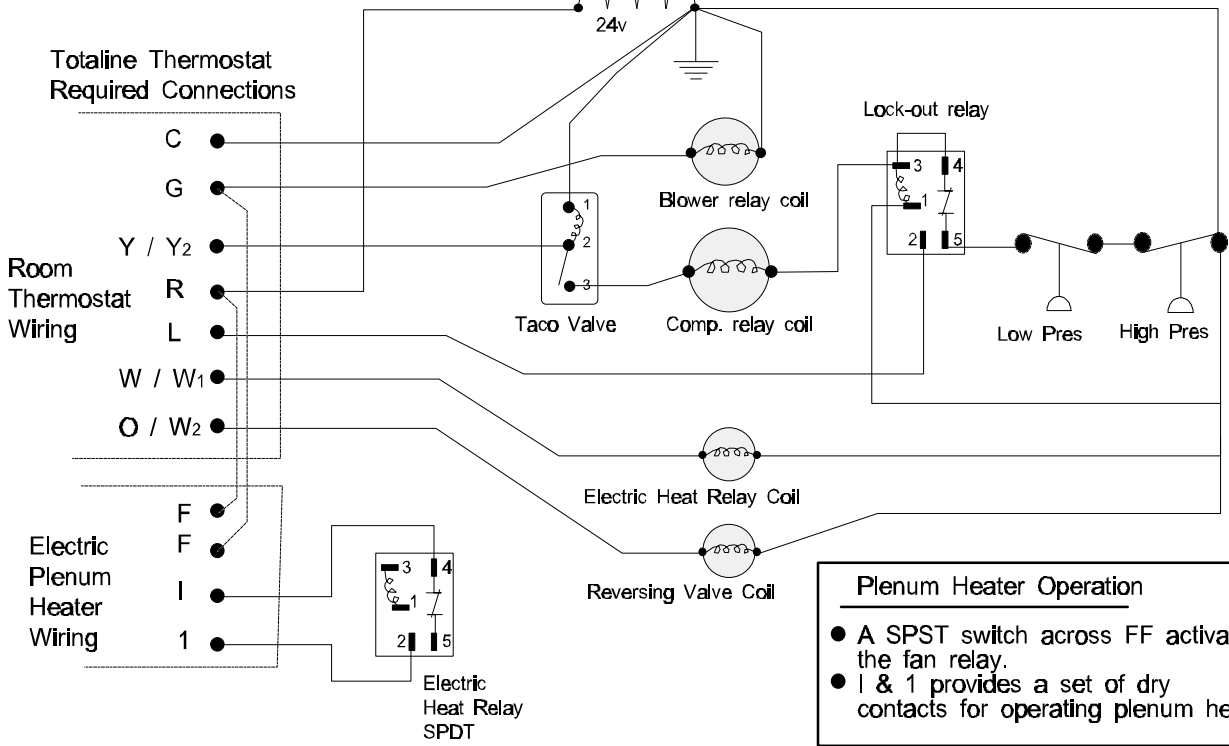 24v
Totaline Thermostat
Required Connections
C
G
Y / Y2
R
L
W / W1
O / W2
Room
Thermostat
Wiring
Blower relay coil
1
2
3
Taco Valve
Comp. relay coil
Lock-out relay
3 4
1
2 5
Low Pres
High Pres
Electric Heat Relay Coil
Reversing Valve Coil
F
F
I
1
Electric
Plenum
Heater
Wiring
3 4
1
2 5
Electric
Heat Relay
SPDT
Plenum Heater Operation
● A SPST switch across FF activa
the fan relay.
● I & 1 provides a set of dry
contacts for operating plenum he